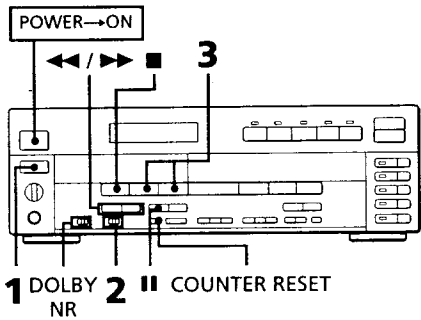 POWER→ON
◀◀ / ▶▶ ■ 3
1 DOLBY NR 2 ⏸ COUNTER RESET